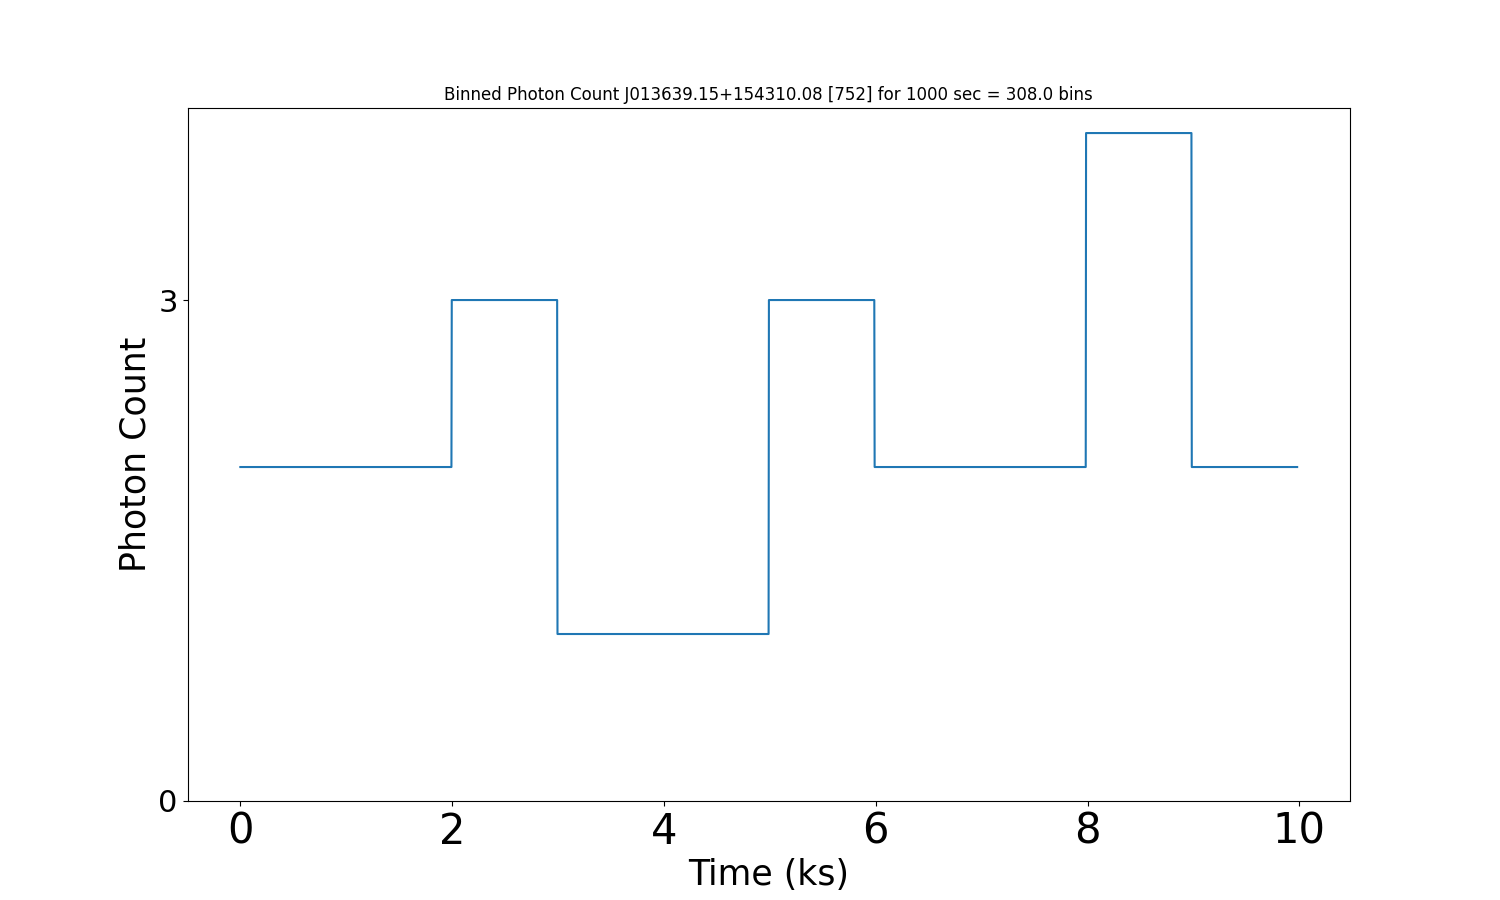 Binned Photon Count J013639.15+154310.08 [752] for 1000 sec = 308.0 bins
Photon Count
3
0
0 2 4 6 8 10
Time (ks)